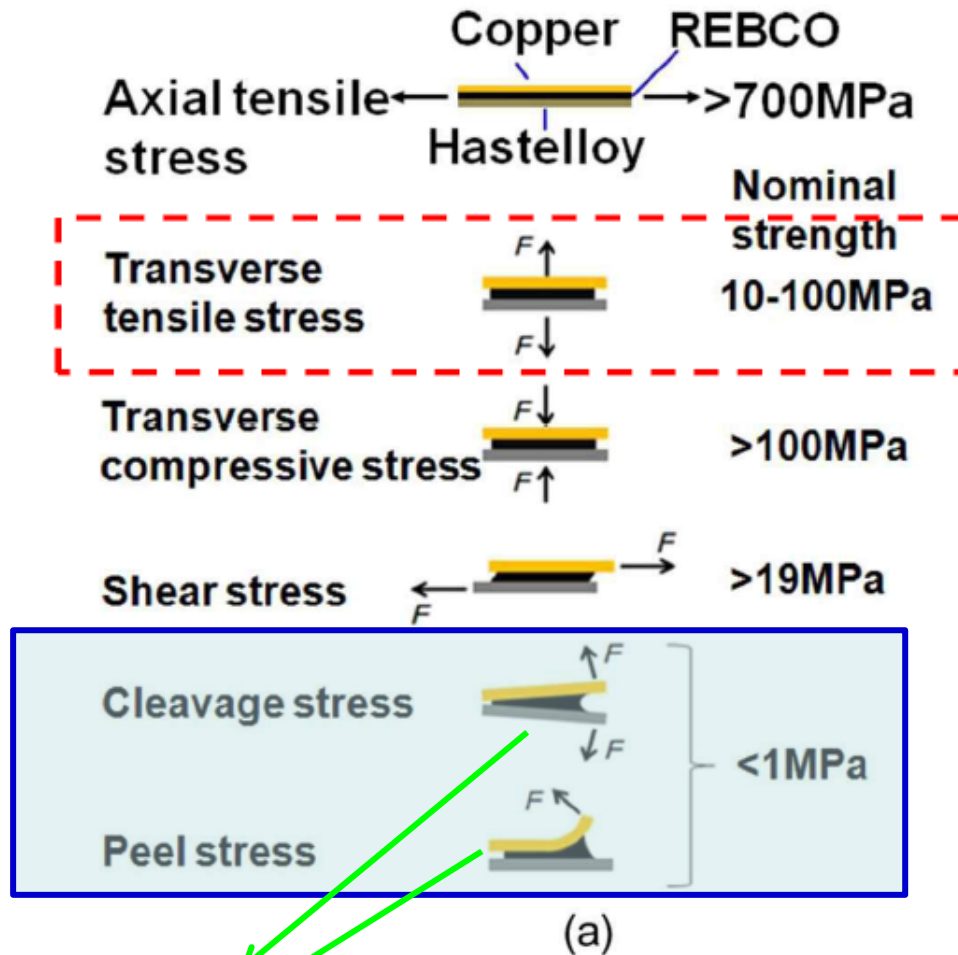 Copper REBCO
Axial tensile >700MPa
stress Hastelloy
Nominal
strength
Transverse F
tensile stress 10-100MPa
F
Transverse F
compressive stress >100MPa
F
F
Shear stress >19MPa
F
F
Cleavage stress
F <1MPa
F
Peel stress
(a)